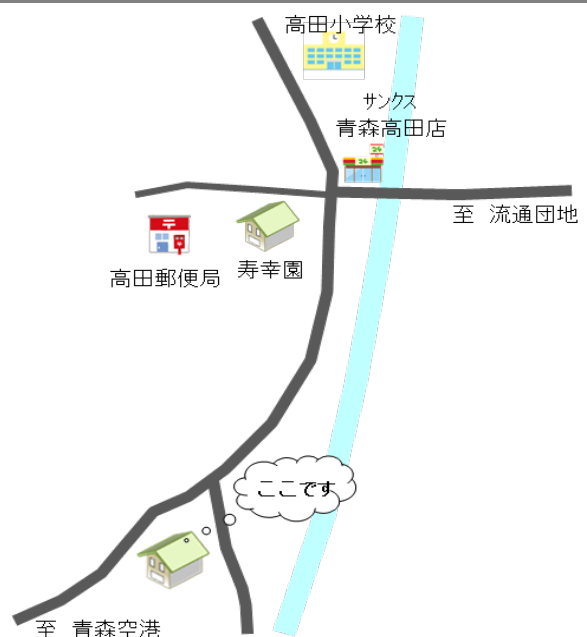 高田小学校
サンクス
青森高田店
至 流通団地
寿幸園
高田郵便局
ここです
至 青森空港